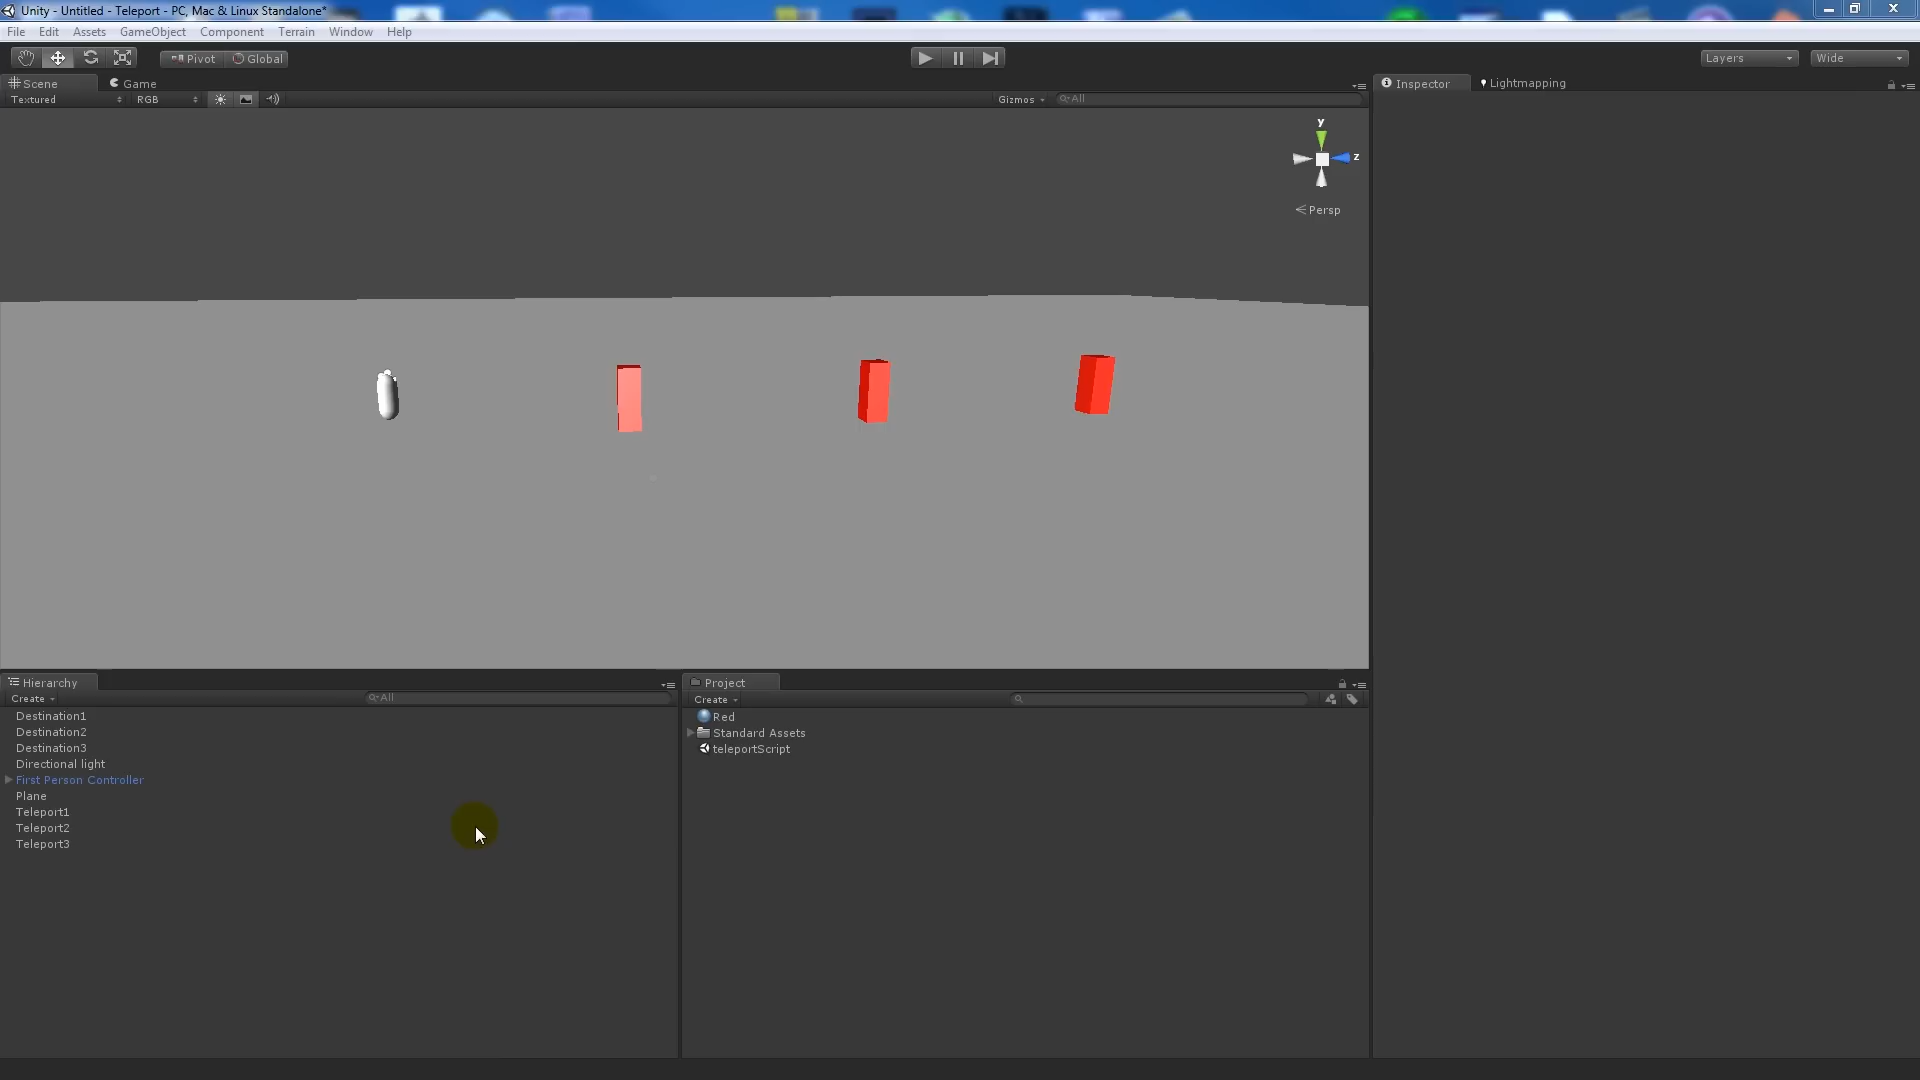 Unity - Untitled - Teleport - PC, Mac & Linux Standalone*
File Edit Assets GameObject Component Terrain Window Help
Pivot Global Layers Wide
Scene Game
Textured RGB Gizmos All
y
z
Persp
Inspector Lightmapping
Hierarchy
Create All
Destination1
Destination2
Destination3
Directional light
First Person Controller
Plane
Teleport1
Teleport2
Teleport3
Project
Create
Red
Standard Assets
teleportScript